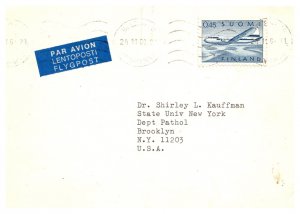 PAR AVION
LENTOPOSTI
FLYGPOST
0,45 SUOMI
FINLAND
Dr. Shirley L. Kauffman
State Univ New York
Dept Pathol
Brooklyn
N.Y. 11203
U.S.A.